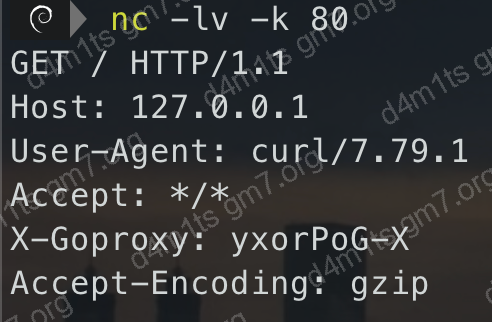 nc -lv -k 80
GET / HTTP/1.1
Host: 127.0.0.1
User-Agent: curl/7.79.1
Accept: */*
X-Goproxy: yxorPoG-X
Accept-Encoding: gzip
d4m1ts gm7.org